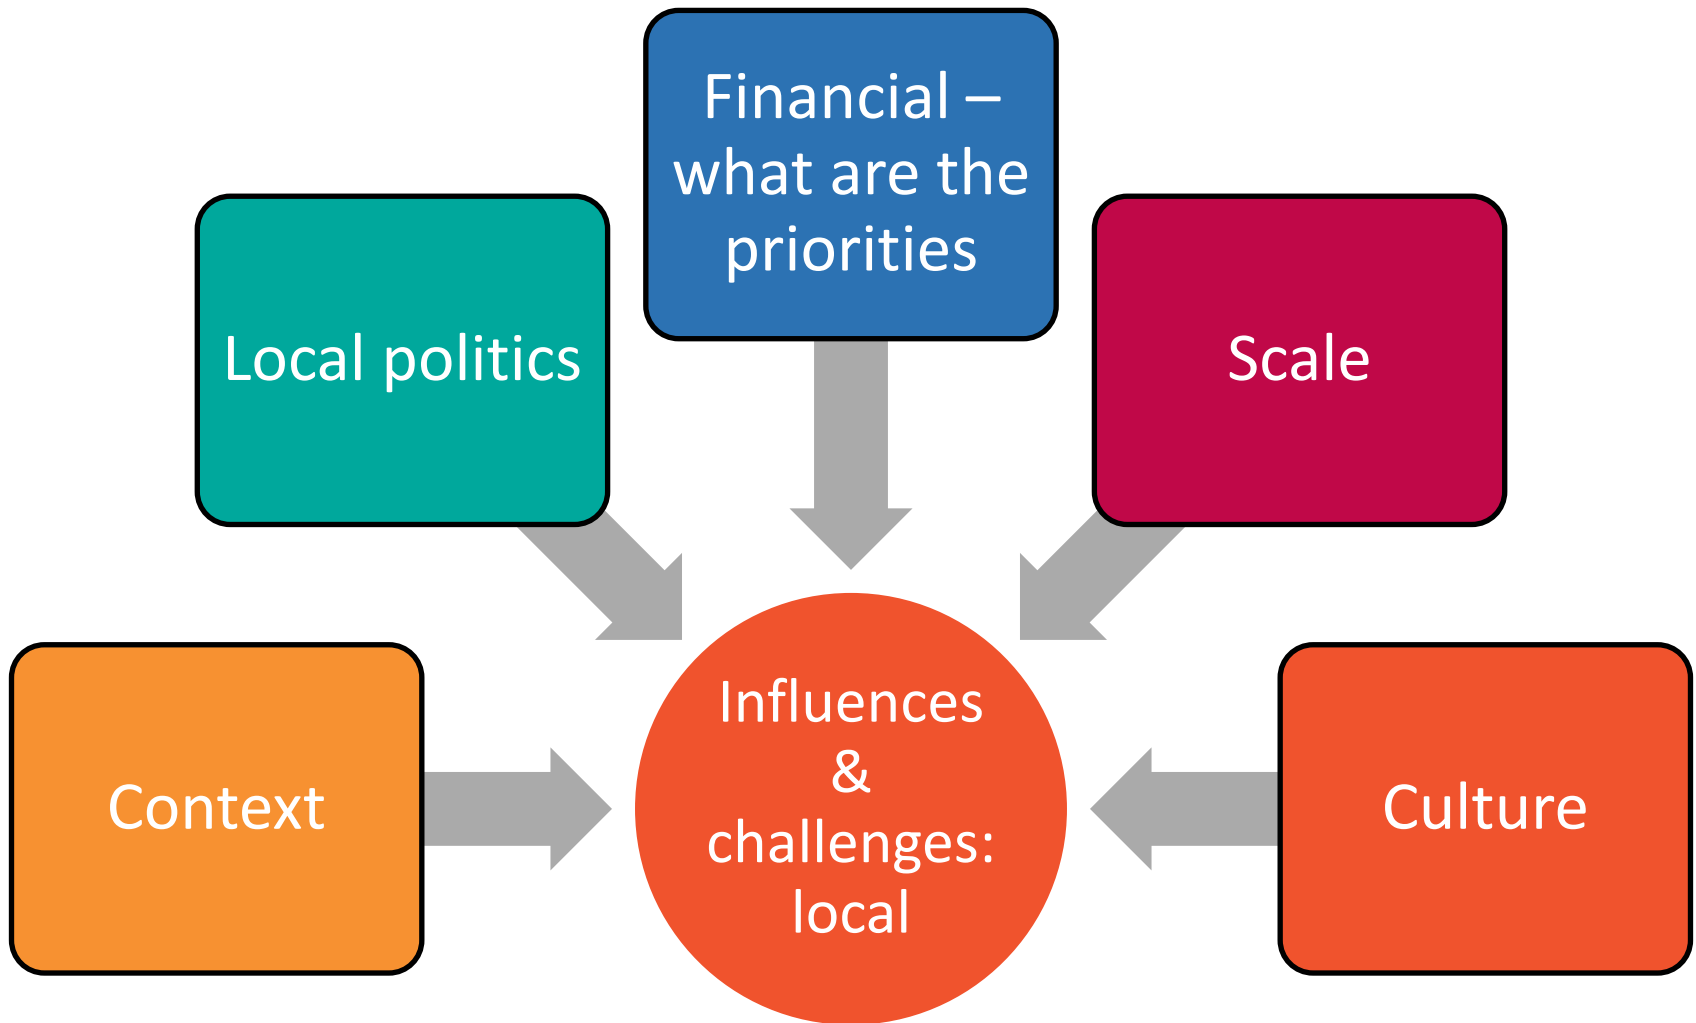 Financial –
what are the
priorities
Local politics
Scale
Context
Influences
&
challenges:
local
Culture